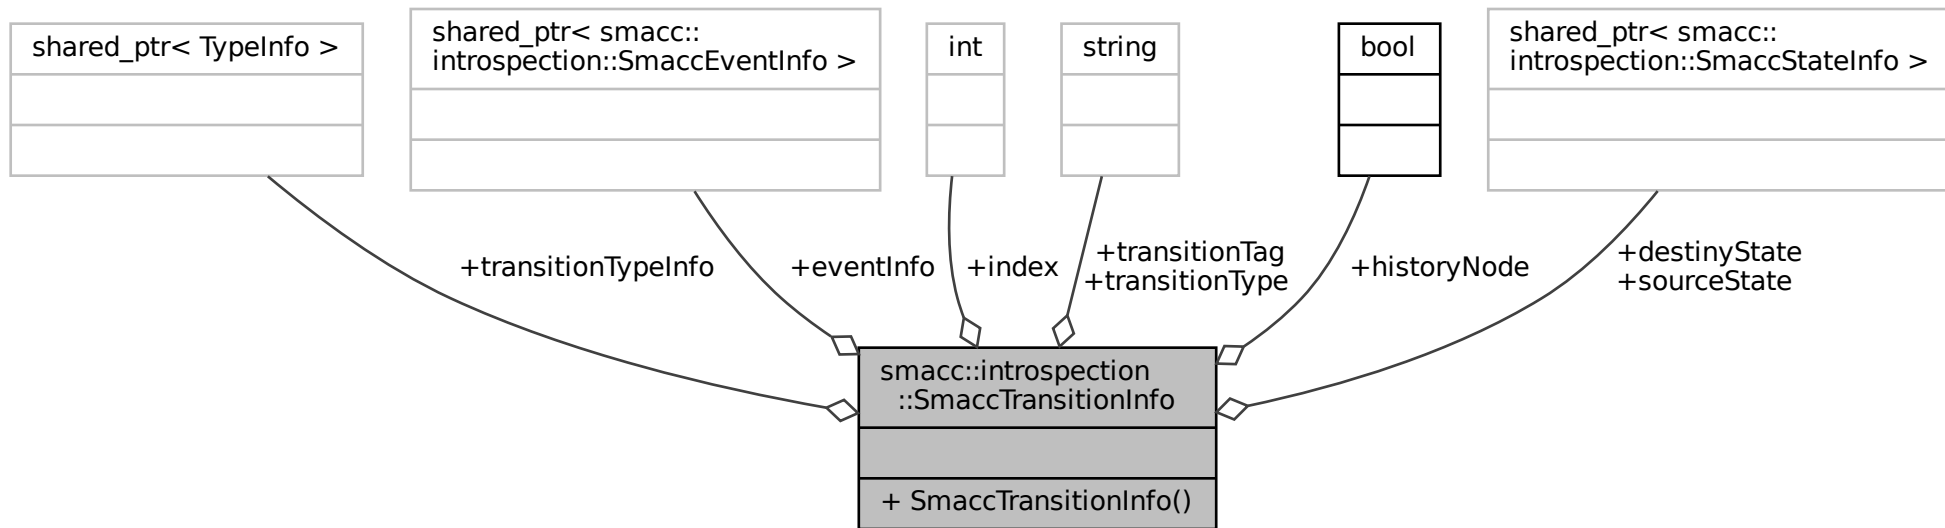 shared_ptr< TypeInfo >
shared_ptr< smacc::
introspection::SmaccEventInfo >
int
string
bool
shared_ptr< smacc::
introspection::SmaccStateInfo >
+transitionTypeInfo
+eventInfo
+index
+transitionTag
+transitionType
+historyNode
+destinyState
+sourceState
smacc::introspection
::SmaccTransitionInfo
+ SmaccTransitionInfo()